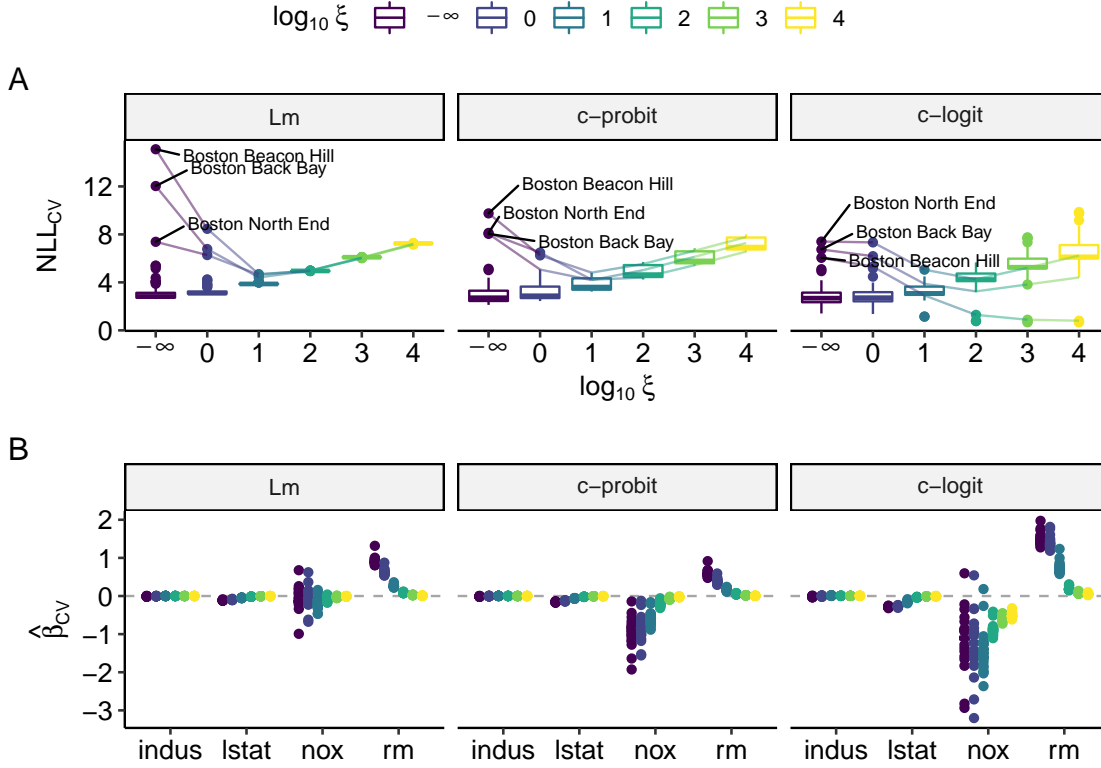 log₁₀ ξ −∞ 0 1 2 3 4
A
Lm c−probit c−logit
NLL_CV
12
8
4
0
Boston Beacon Hill
Boston Back Bay
Boston North End
Boston Beacon Hill
Boston North End
Boston Back Bay
Boston North End
Boston Back Bay
Boston Beacon Hill
−∞ 0 1 2 3 4 −∞ 0 1 2 3 4 −∞ 0 1 2 3 4
log₁₀ ξ
B
Lm c−probit c−logit
β̂_CV
2
1
0
−1
−2
−3
indus lstat nox rm indus lstat nox rm indus lstat nox rm